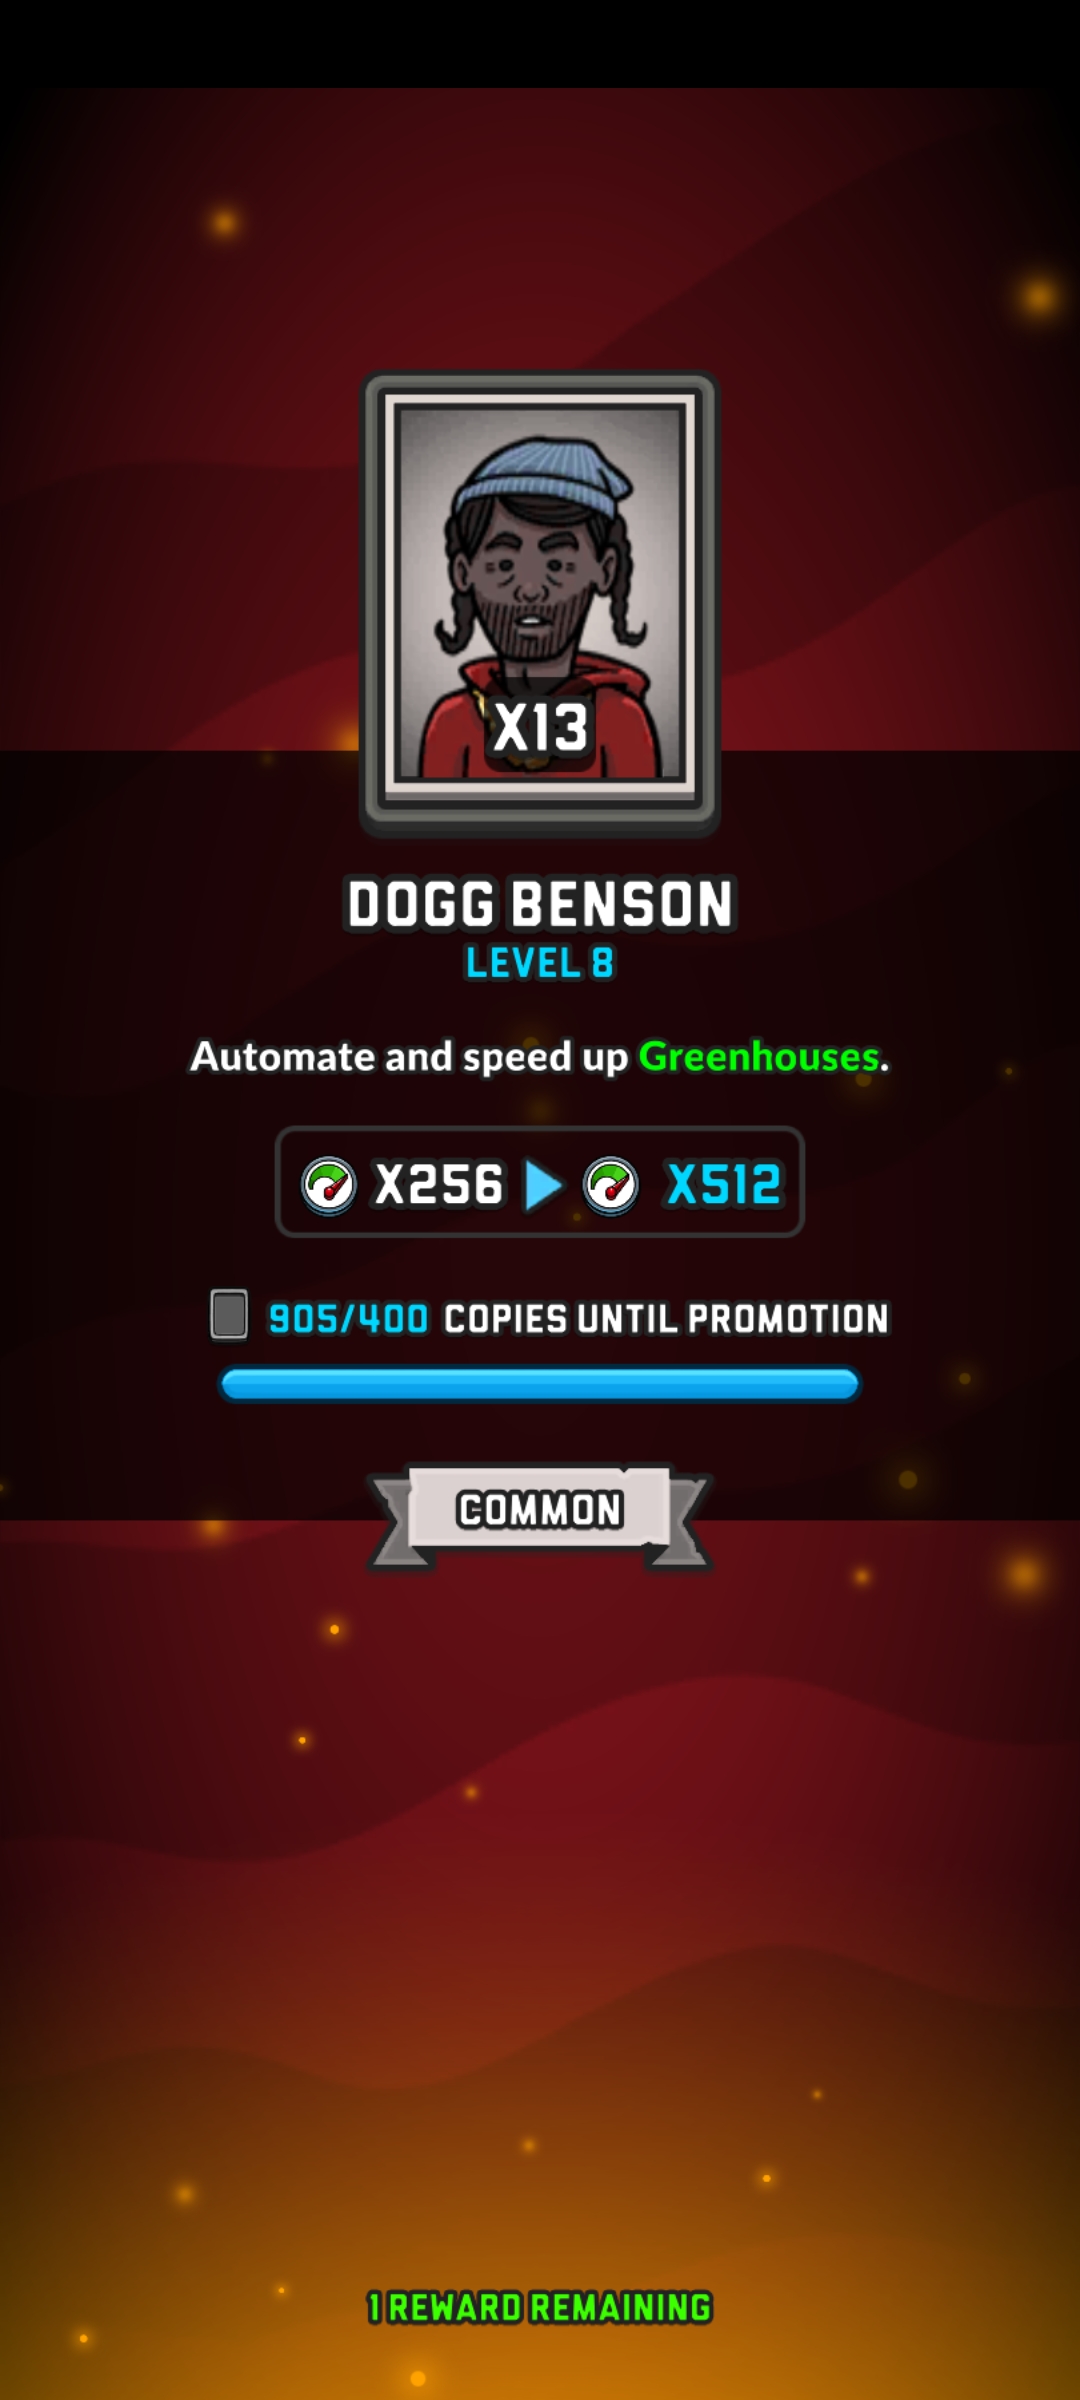 X13
DOGG BENSON
LEVEL 8
Automate and speed up Greenhouses.
X256 X512
905/400 COPIES UNTIL PROMOTION
COMMON
1 REWARD REMAINING